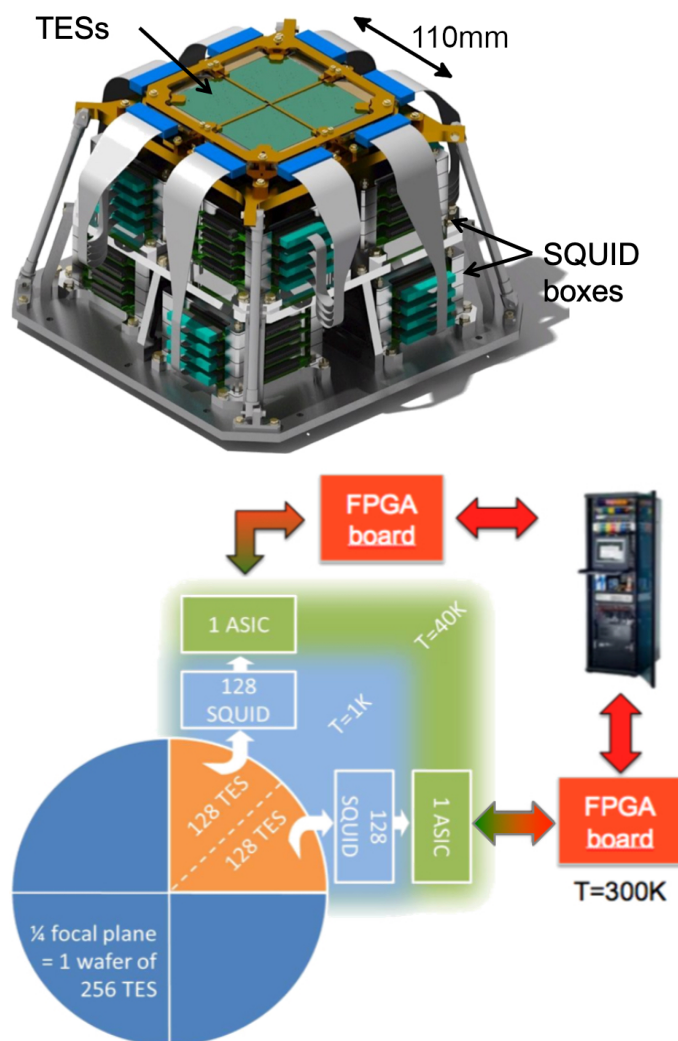 TESs
110mm
SQUID
boxes
FPGA
board
1 ASIC
T=40K
128
SQUID
T=1K
128 TES
128 TES
128
SQUID
1 ASIC
FPGA
board
T=300K
¼ focal plane
= 1 wafer of
256 TES